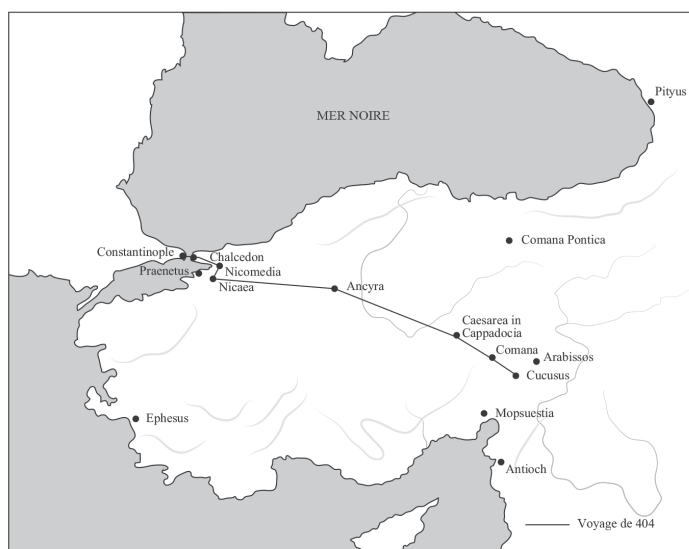 Pityus
MER NOIRE
Comana Pontica
Constantinople
Chalcedon
Praenetus
Nicomedia
Nicaea
Ancyra
Caesarea in
Cappadocia
Comana
Arabissos
Cucusus
Ephesus
Mopsuestia
Antioch
Voyage de 404